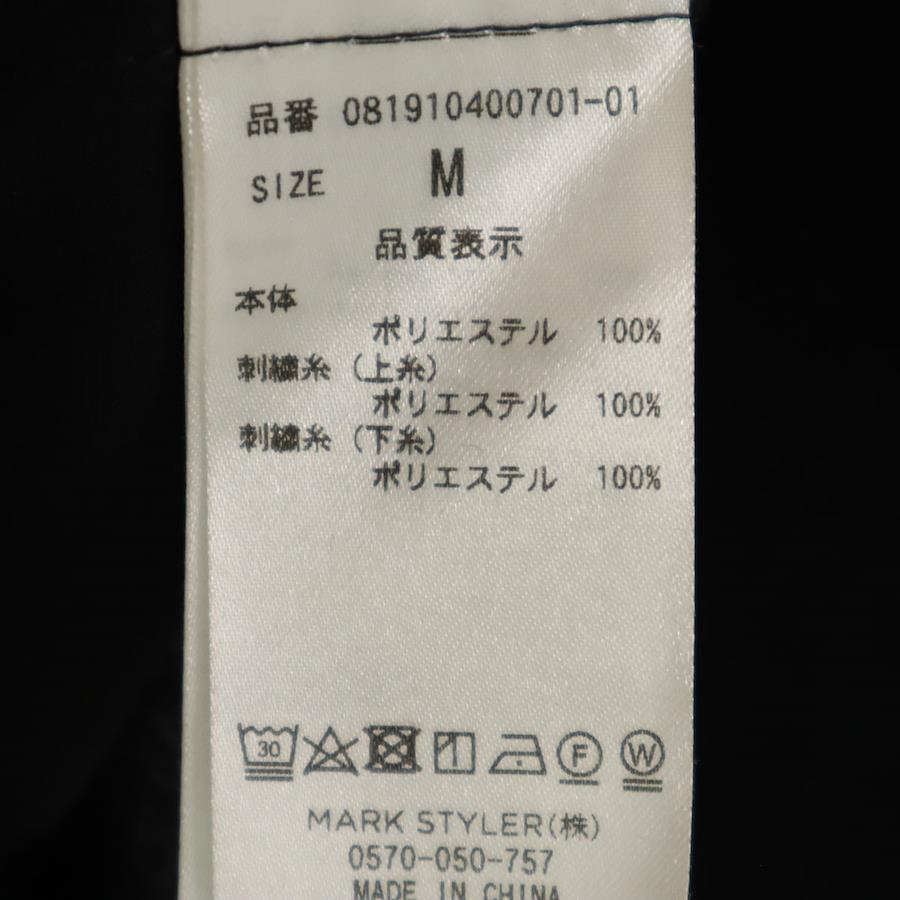 品番 081910400701-01
SIZE M
品質表示
本体
ポリエステル 100%
刺繍糸（上糸）
ポリエステル 100%
刺繍糸（下糸）
ポリエステル 100%
30 F W
MARK STYLER(株)
0570-050-757
MADE IN CHINA